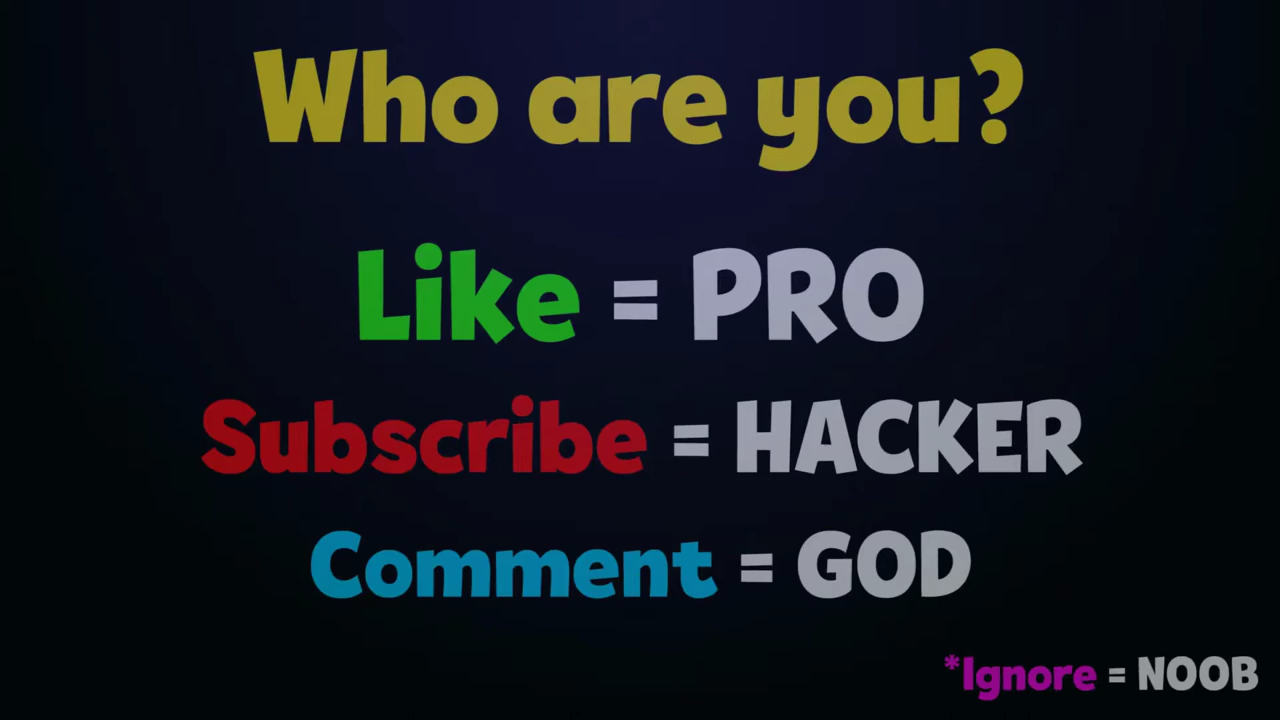 Who are you?
Like = PRO
Subscribe = HACKER
Comment = GOD
*Ignore = NOOB